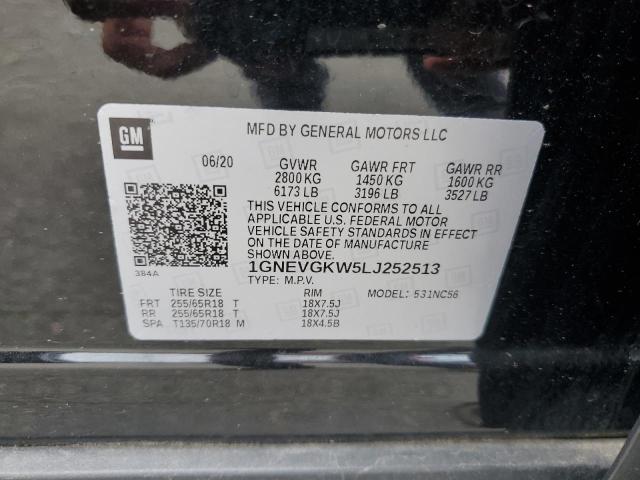 GM
MFD BY GENERAL MOTORS LLC
06/20 GVWR GAWR FRT GAWR RR
2800 KG 1450 KG 1600 KG
6173 LB 3196 LB 3527 LB
THIS VEHICLE CONFORMS TO ALL
APPLICABLE U.S. FEDERAL MOTOR
VEHICLE SAFETY STANDARDS IN EFFECT
ON THE DATE OF MANUFACTURE
SHOWN ABOVE.
1GNEVGKW5LJ252513
384A
TYPE: M.P.V. MODEL: 531NC56
TIRE SIZE RIM
FRT 255/65R18 T 18X7.5J
RR 255/65R18 T 18X7.5J
SPA T135/70R18 M 18X4.5B